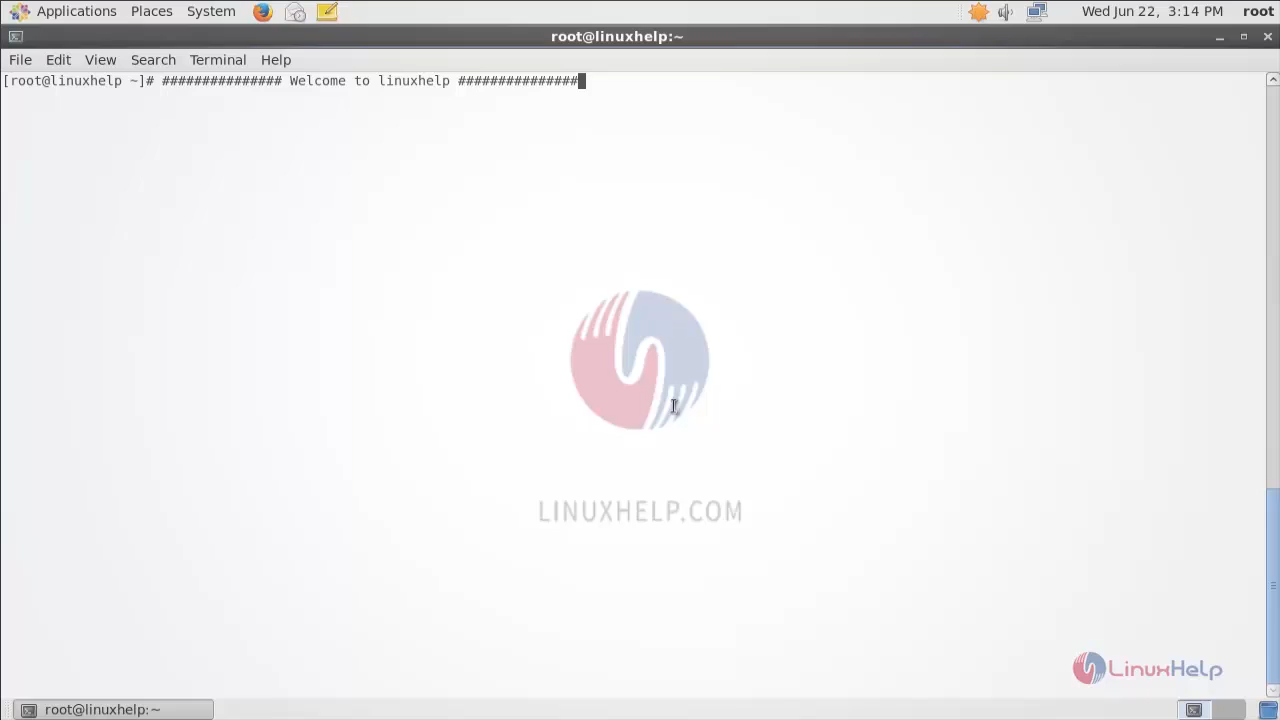 Applications Places System Wed Jun 22, 3:14 PM root
root@linuxhelp:~
File Edit View Search Terminal Help
[root@linuxhelp ~]# ############### Welcome to linuxhelp ###############
LINUXHELP.COM
LinuxHelp
root@linuxhelp:~